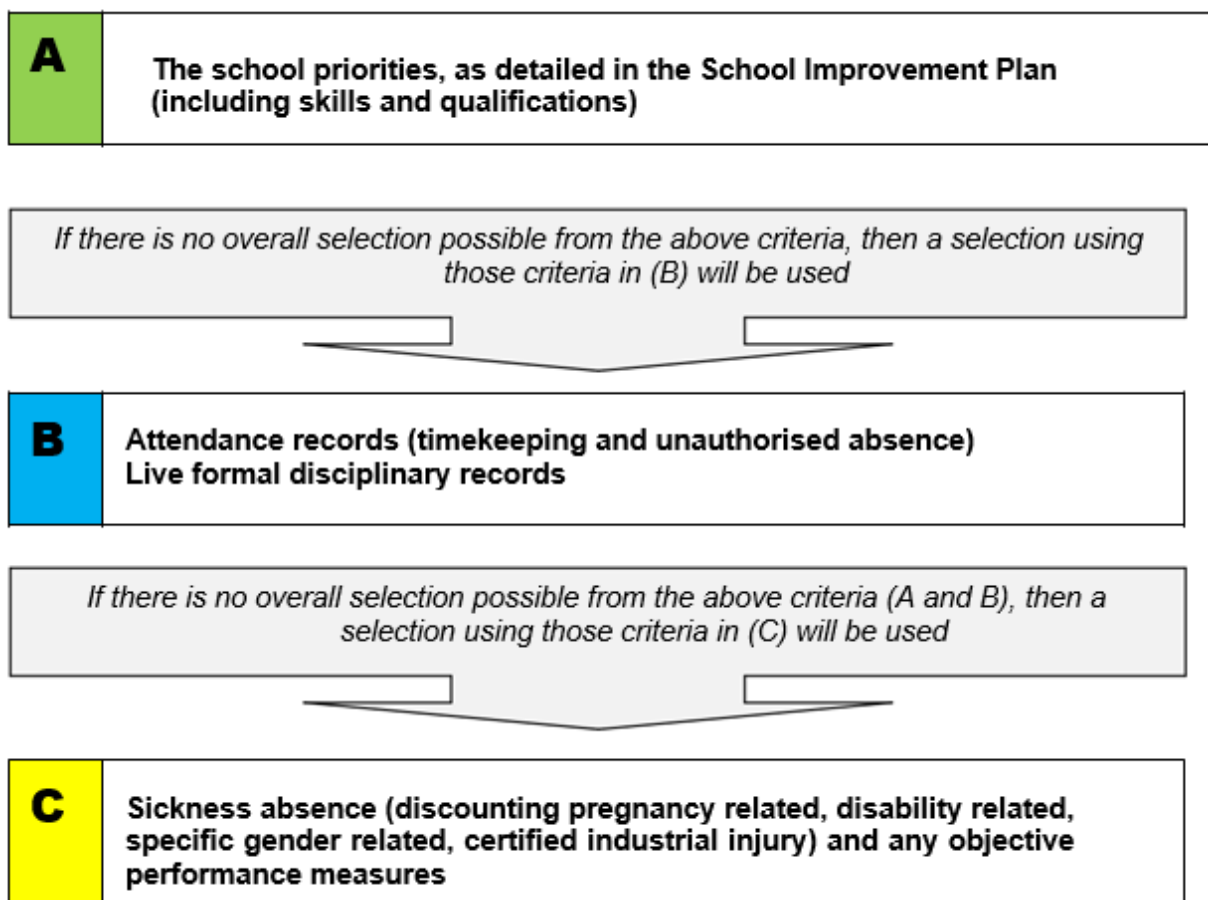 A
The school priorities, as detailed in the School Improvement Plan
(including skills and qualifications)
If there is no overall selection possible from the above criteria, then a selection using
those criteria in (B) will be used
B
Attendance records (timekeeping and unauthorised absence)
Live formal disciplinary records
If there is no overall selection possible from the above criteria (A and B), then a
selection using those criteria in (C) will be used
C
Sickness absence (discounting pregnancy related, disability related,
specific gender related, certified industrial injury) and any objective
performance measures